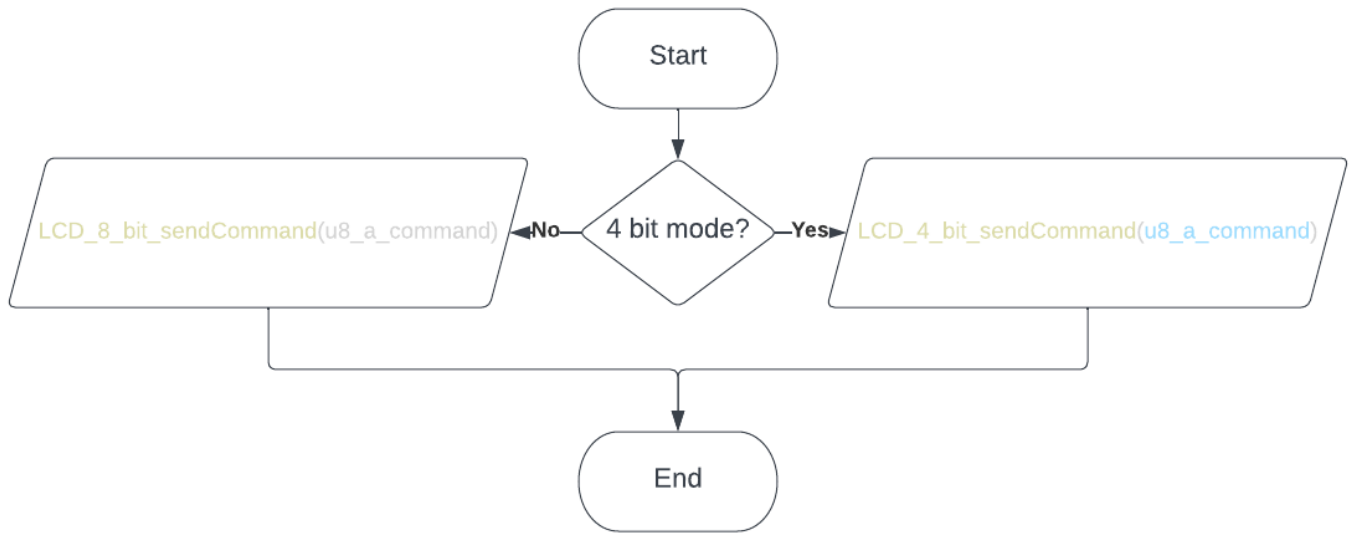 Start
LCD_8_bit_sendCommand(u8_a_command)
No
4 bit mode?
Yes
LCD_4_bit_sendCommand(u8_a_command)
End